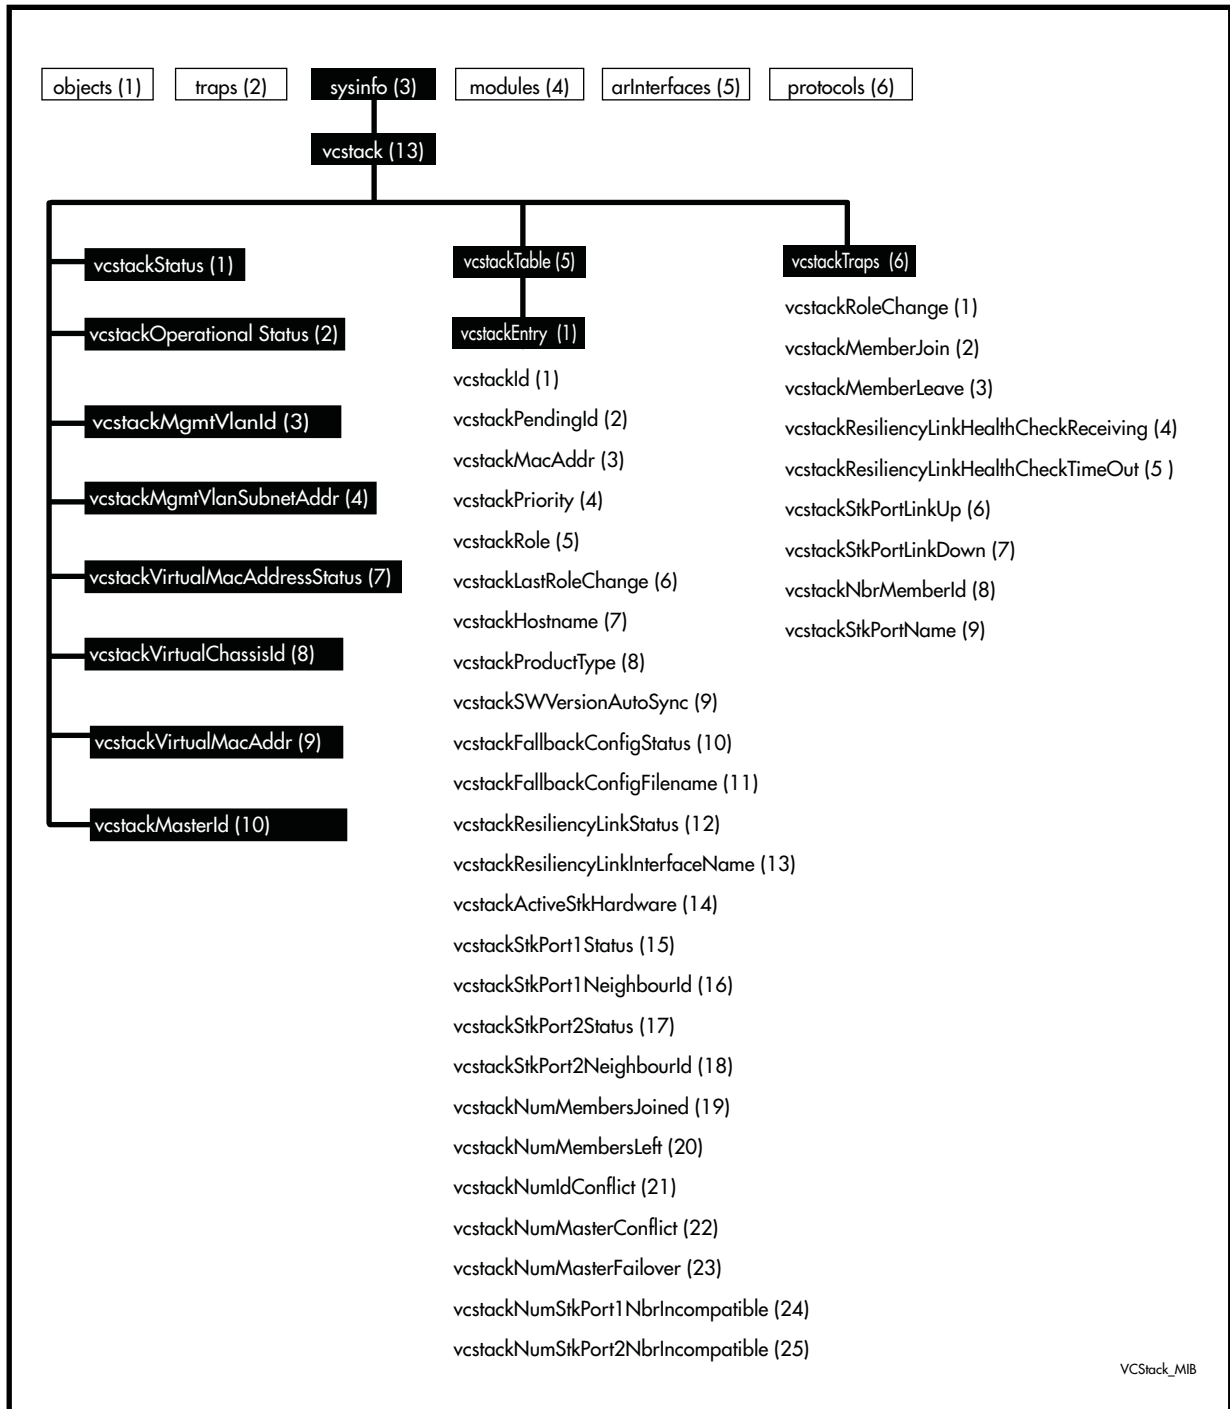 objects (1)
traps (2)
sysinfo (3)
modules (4)
arInterfaces (5)
protocols (6)
vcstack (13)
vcstackStatus (1)
vcstackOperational Status (2)
vcstackMgmtVlanId (3)
vcstackMgmtVlanSubnetAddr (4)
vcstackVirtualMacAddressStatus (7)
vcstackVirtualChassisId (8)
vcstackVirtualMacAddr (9)
vcstackMasterId (10)
vcstackTable (5)
vcstackEntry (1)
vcstackId (1)
vcstackPendingId (2)
vcstackMacAddr (3)
vcstackPriority (4)
vcstackRole (5)
vcstackLastRoleChange (6)
vcstackHostname (7)
vcstackProductType (8)
vcstackSWVersionAutoSync (9)
vcstackFallbackConfigStatus (10)
vcstackFallbackConfigFilename (11)
vcstackResiliencyLinkStatus (12)
vcstackResiliencyLinkInterfaceName (13)
vcstackActiveStkHardware (14)
vcstackStkPort1Status (15)
vcstackStkPort1NeighbourId (16)
vcstackStkPort2Status (17)
vcstackStkPort2NeighbourId (18)
vcstackNumMembersJoined (19)
vcstackNumMembersLeft (20)
vcstackNumIdConflict (21)
vcstackNumMasterConflict (22)
vcstackNumMasterFailover (23)
vcstackNumStkPort1NbrIncompatible (24)
vcstackNumStkPort2NbrIncompatible (25)
vcstackTraps (6)
vcstackRoleChange (1)
vcstackMemberJoin (2)
vcstackMemberLeave (3)
vcstackResiliencyLinkHealthCheckReceiving (4)
vcstackResiliencyLinkHealthCheckTimeOut (5 )
vcstackStkPortLinkUp (6)
vcstackStkPortLinkDown (7)
vcstackNbrMemberId (8)
vcstackStkPortName (9)
VCStack_MIB